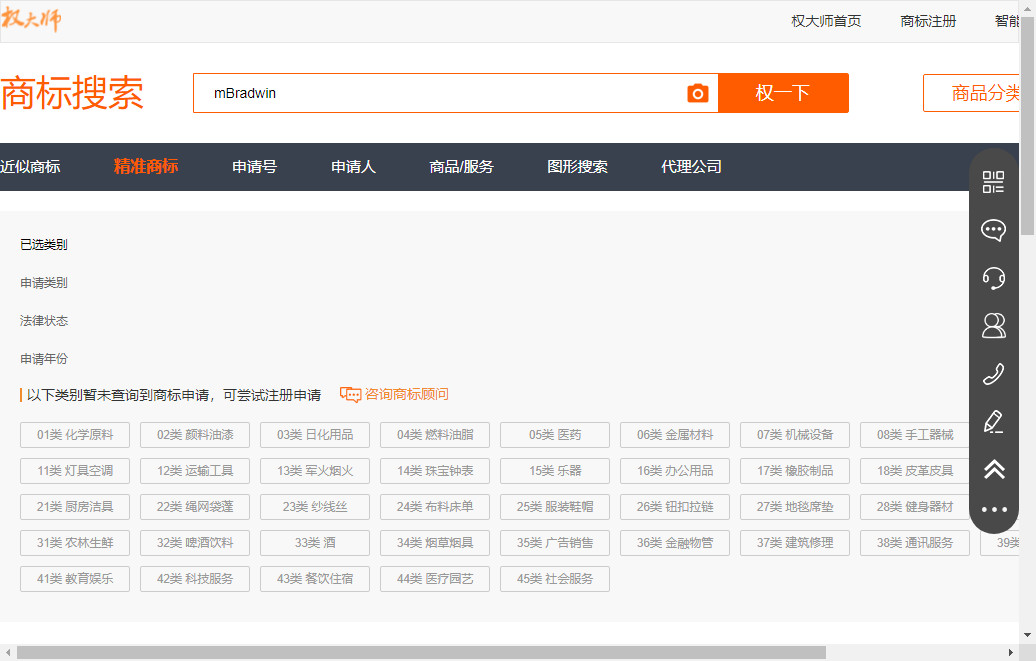 权大师
权大师首页 商标注册 智能
商标搜索
mBradwin
权一下
商品分类
近似商标 精准商标 申请号 申请人 商品/服务 图形搜索 代理公司
已选类别
申请类别
法律状态
申请年份
以下类别暂未查询到商标申请，可尝试注册申请 咨询商标顾问
01类 化学原料 02类 颜料油漆 03类 日化用品 04类 燃料油脂 05类 医药 06类 金属材料 07类 机械设备 08类 手工器械
11类 灯具空调 12类 运输工具 13类 军火烟火 14类 珠宝钟表 15类 乐器 16类 办公用品 17类 橡胶制品 18类 皮革皮具
21类 厨房洁具 22类 绳网袋蓬 23类 纱线丝 24类 布料床单 25类 服装鞋帽 26类 钮扣拉链 27类 地毯席垫 28类 健身器材
31类 农林生鲜 32类 啤酒饮料 33类 酒 34类 烟草烟具 35类 广告销售 36类 金融物管 37类 建筑修理 38类 通讯服务 39类
41类 教育娱乐 42类 科技服务 43类 餐饮住宿 44类 医疗园艺 45类 社会服务